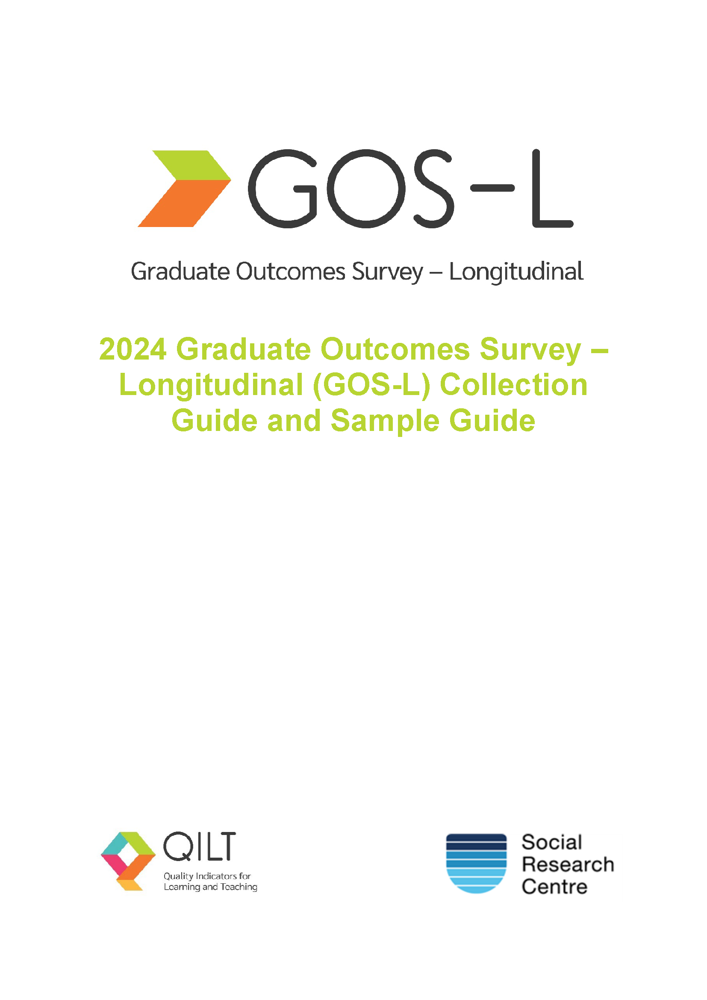 GOS-L
Graduate Outcomes Survey – Longitudinal
2024 Graduate Outcomes Survey –
Longitudinal (GOS-L) Collection
Guide and Sample Guide
QILT
Quality Indicators for
Learning and Teaching
Social
Research
Centre